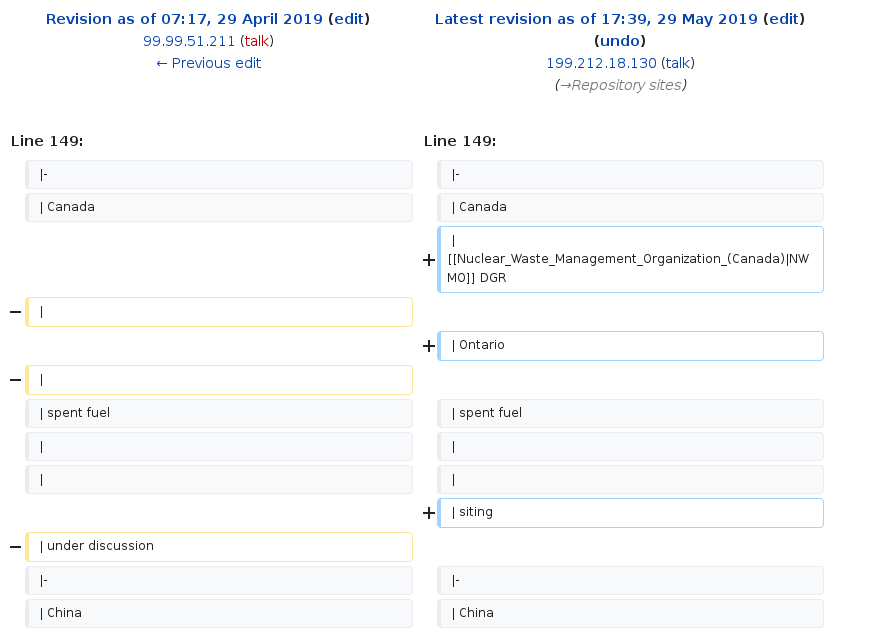 Revision as of 07:17, 29 April 2019 (edit)
99.99.51.211 (talk)
← Previous edit
Latest revision as of 17:39, 29 May 2019 (edit)
(undo)
199.212.18.130 (talk)
(→Repository sites)
Line 149:
Line 149:
|-
|-
| Canada
| Canada
+ |
[[Nuclear_Waste_Management_Organization_(Canada)|NW
MO]] DGR
− |
+ | Ontario
− |
| spent fuel
| spent fuel
|
|
|
|
+ | siting
− | under discussion
|-
|-
| China
| China